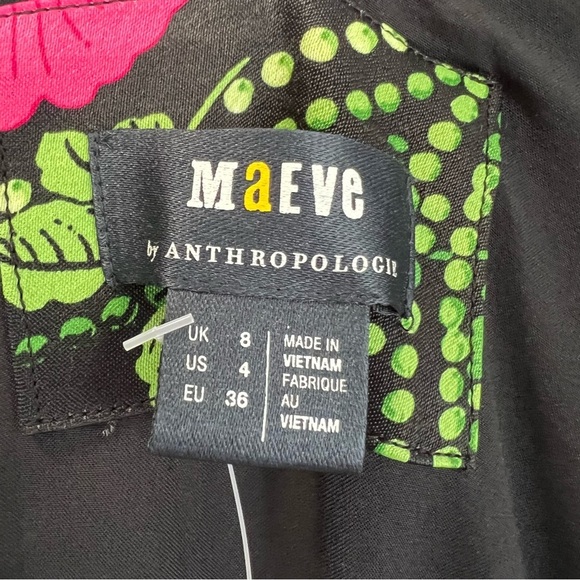 MaEVe
by ANTHROPOLOGIE
UK 8
US 4
EU 36
MADE IN
VIETNAM
FABRIQUE
AU
VIETNAM